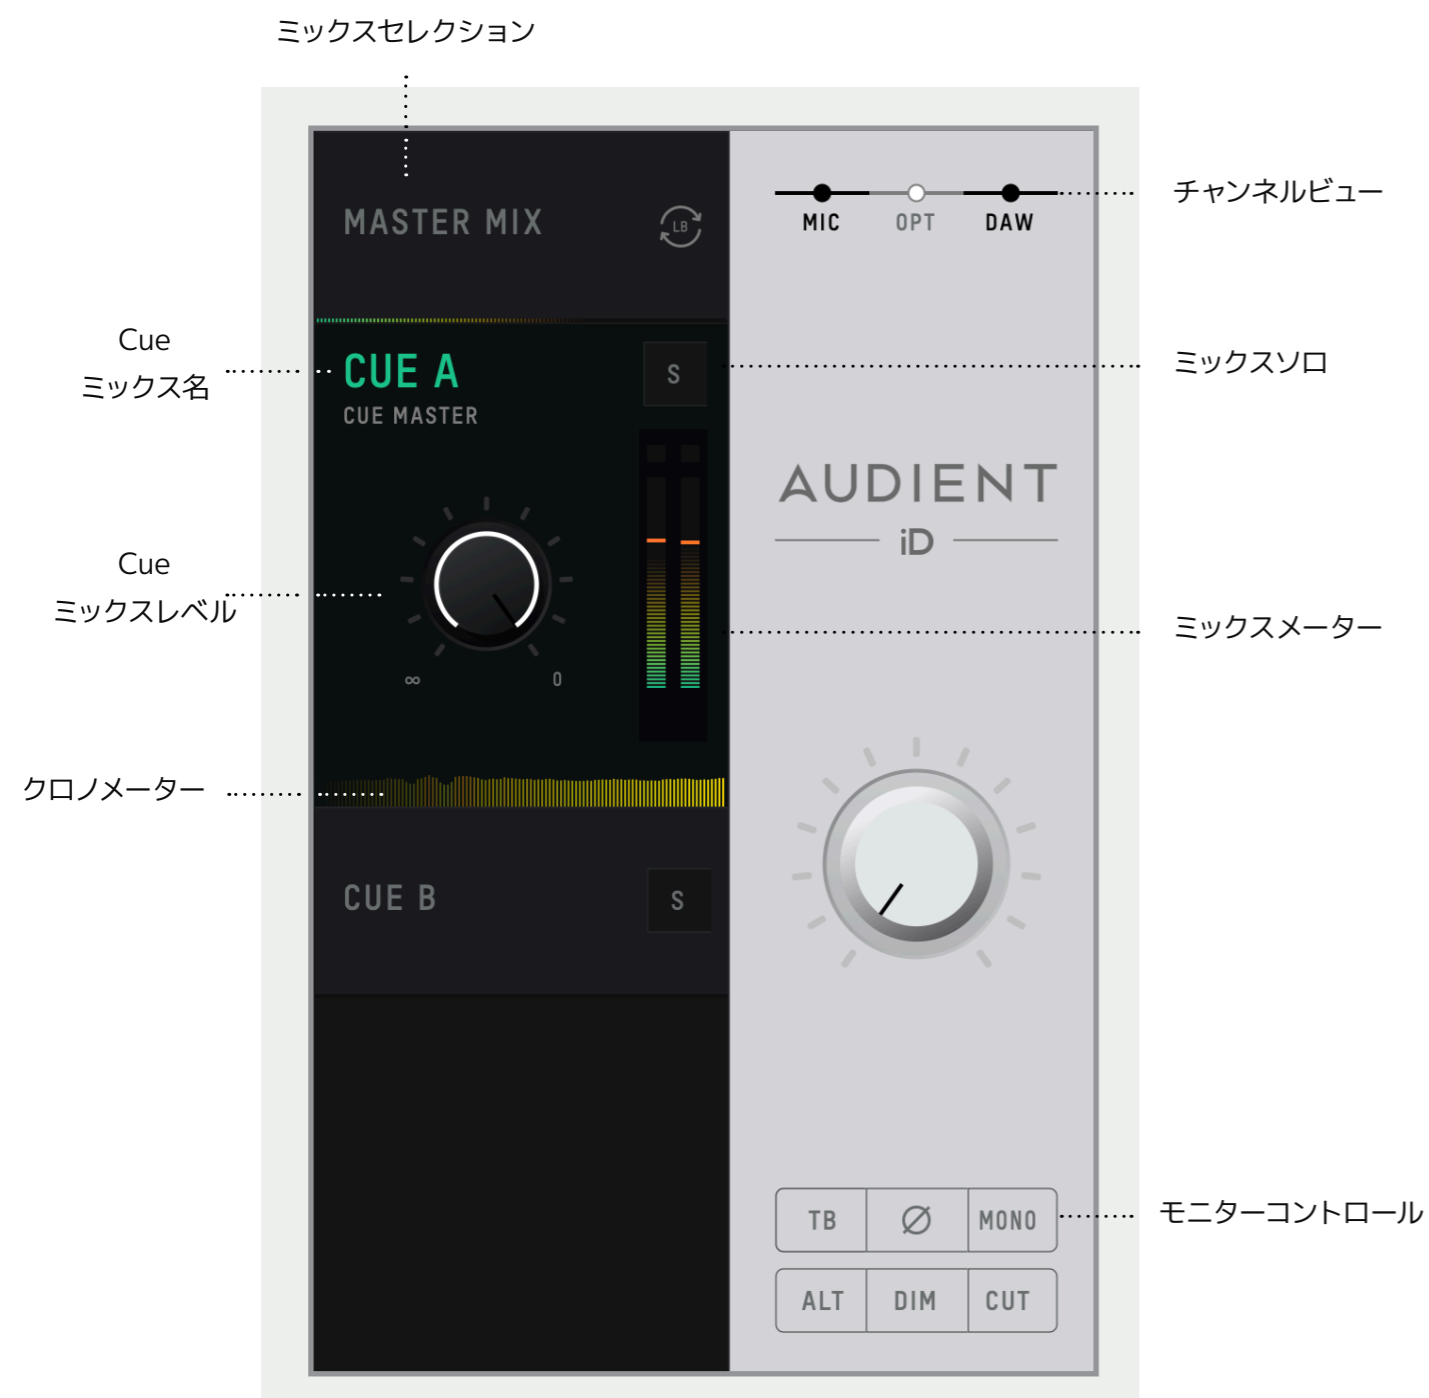 ミックスセレクション
MASTER MIX
LB
MIC
OPT
DAW
チャンネルビュー
Cue
ミックス名
CUE A
CUE MASTER
S
ミックスソロ
AUDIENT
iD
Cue
ミックスレベル
∞
0
ミックスメーター
クロノメーター
CUE B
S
TB
Ø
MONO
モニターコントロール
ALT
DIM
CUT